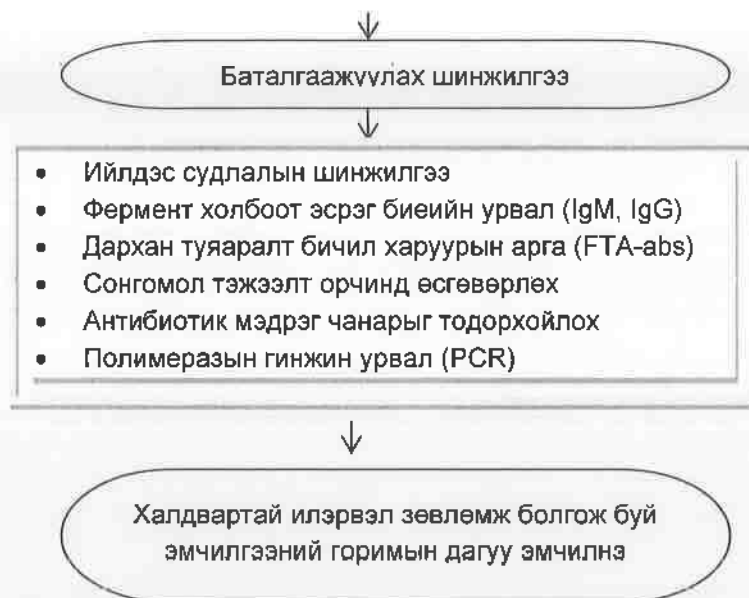 Баталгаажуулах шинжилгээ
• Ийлдэс судлалын шинжилгээ
• Фермент холбоот эсрэг биеийн урвал (IgM, IgG)
• Дархан туяаралт бичил харуурын арга (FTA-abs)
• Сонгомол тэжээлт орчинд өсгөвөрлөх
• Антибиотик мэдрэг чанарыг тодорхойлох
• Полимеразын гинжин урвал (PCR)
Халдвартай илэрвэл зөвлөмж болгож буй
эмчилгээний горимын дагуу эмчилнэ